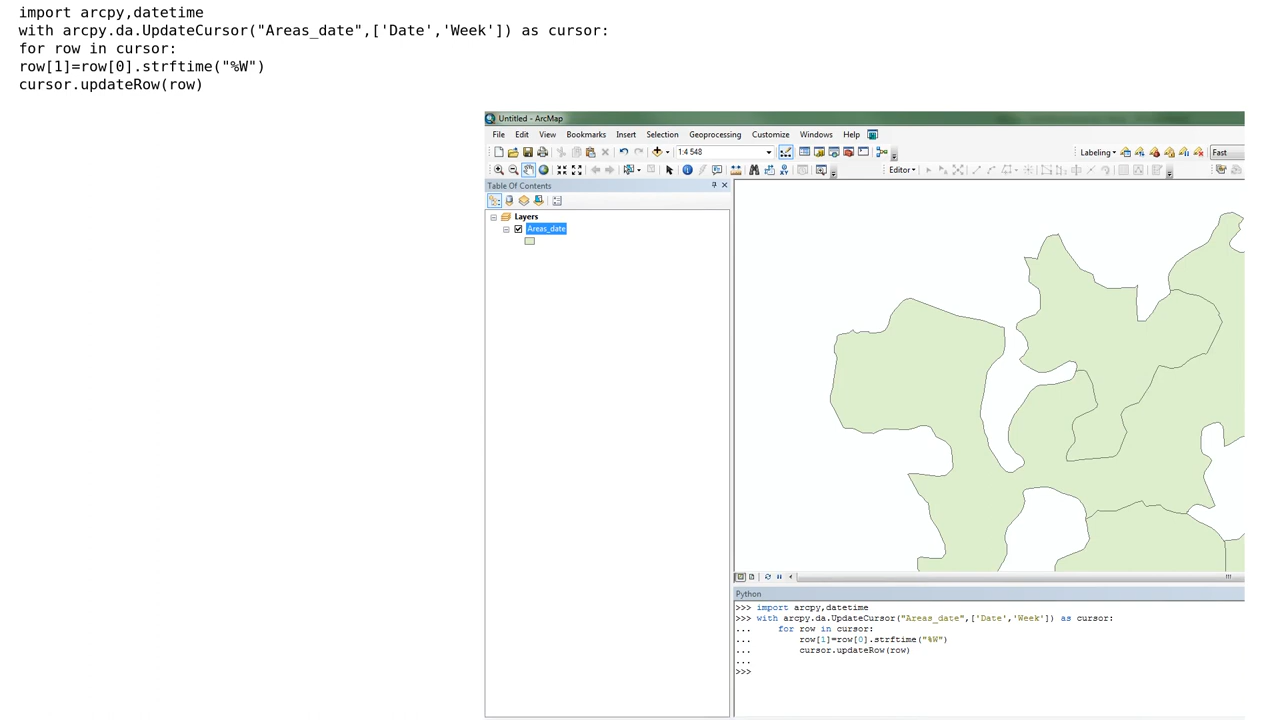 import arcpy,datetime
with arcpy.da.UpdateCursor("Areas_date",['Date','Week']) as cursor:
for row in cursor:
row[1]=row[0].strftime("%W")
cursor.updateRow(row)
Untitled - ArcMap
File Edit View Bookmarks Insert Selection Geoprocessing Customize Windows Help
1:4 548
Labeling
Fast
Editor
Table Of Contents
Layers
Areas_date
Python
>>> import arcpy,datetime
>>> with arcpy.da.UpdateCursor("Areas_date",['Date','Week']) as cursor:
...     for row in cursor:
...         row[1]=row[0].strftime("%W")
...         cursor.updateRow(row)
...
>>>